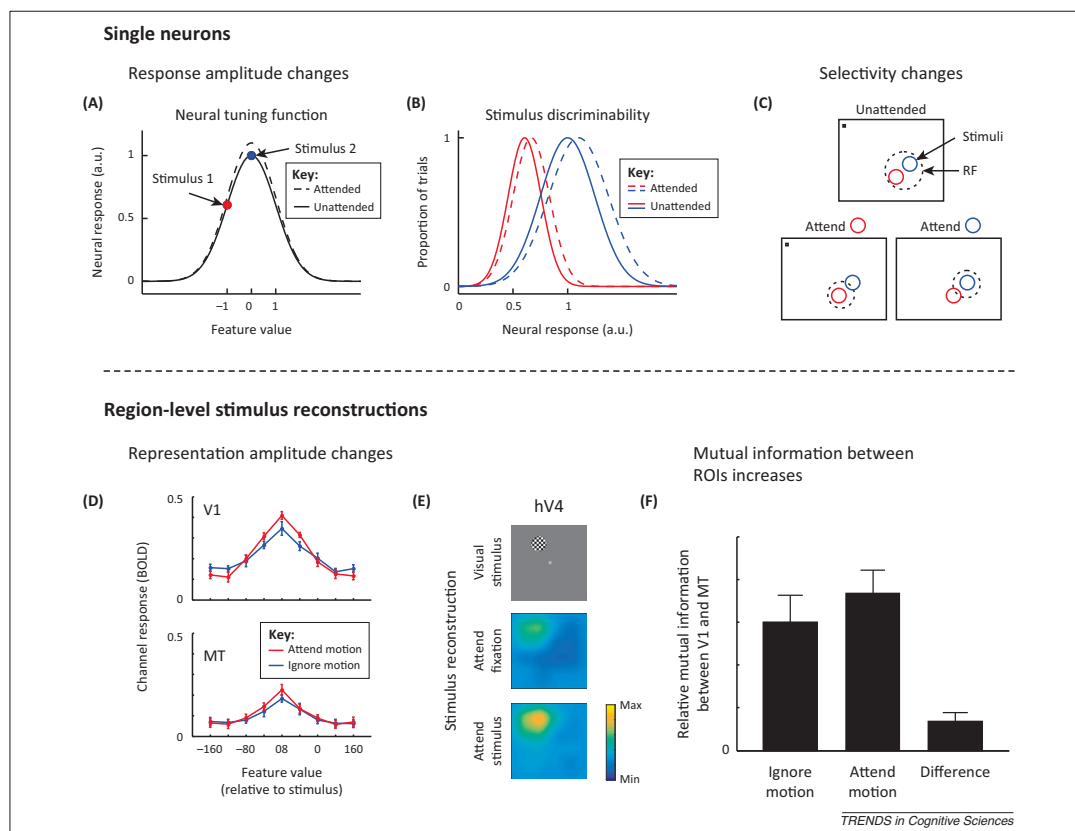 Single neurons
Response amplitude changes
Selectivity changes
(A)
Neural tuning function
Neural response (a.u.)
1
0.5
0
Stimulus 2
Stimulus 1
Key:
Attended
Unattended
−1 0 1
Feature value
(B)
Stimulus discriminability
Proportion of trials
1
0
Key:
Attended
Unattended
0 0.5 1
Neural response (a.u.)
(C)
Unattended
Stimuli
RF
Attend
Attend
Region-level stimulus reconstructions
Representation amplitude changes
Mutual information between
ROIs increases
(D)
Channel response (BOLD)
0.5
V1
0
0.5
MT
Key:
Attend motion
Ignore motion
0
−160 −80 08 0 160
Feature value
(relative to stimulus)
(E)
hV4
Stimulus reconstruction
Visual
stimulus
Attend
fixation
Attend
stimulus
Max
Min
(F)
Relative mutual information
between V1 and MT
0
Ignore
motion
Attend
motion
Difference
TRENDS in Cognitive Sciences